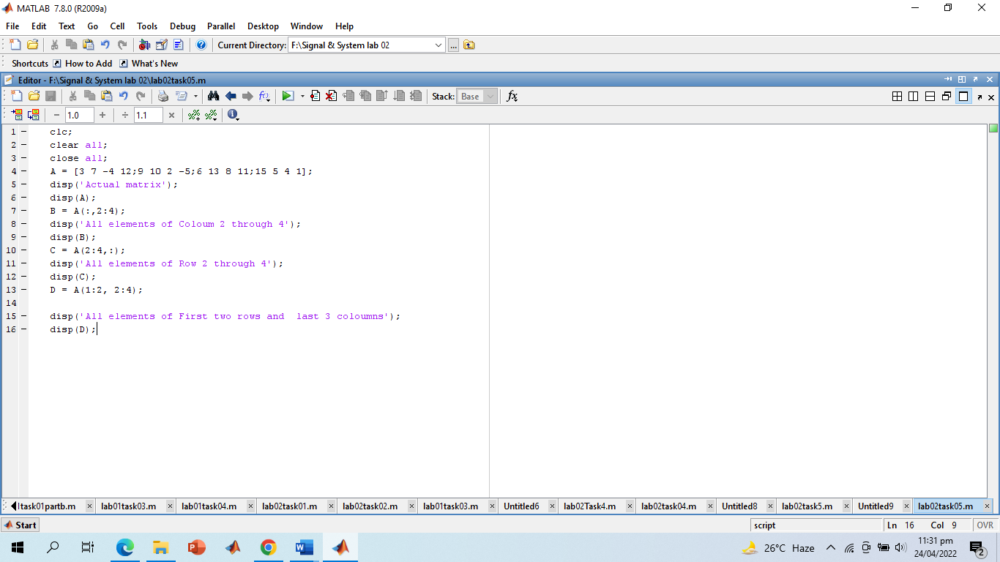 MATLAB 7.8.0 (R2009a)
File Edit Text Go Cell Tools Debug Parallel Desktop Window Help
Current Directory: F:\Signal & System lab 02
Shortcuts How to Add What's New
Editor - F:\Signal & System lab 02\lab02task05.m
Stack: Base fx
1.0 1.1
1 clc;
2 clear all;
3 close all;
4 A = [3 7 -4 12;9 10 2 -5;6 13 8 11;15 5 4 1];
5 disp('Actual matrix');
6 disp(A);
7 B = A(:,2:4);
8 disp('All elements of Coloum 2 through 4');
9 disp(B);
10 C = A(2:4,:);
11 disp('All elements of Row 2 through 4');
12 disp(C);
13 D = A(1:2, 2:4);
14
15 disp('All elements of First two rows and  last 3 coloumns');
16 disp(D);
ltask01partb.m lab01task03.m lab01task04.m lab02task01.m lab02task02.m lab01task03.m Untitled6 lab02Task4.m lab02task04.m Untitled8 lab02task5.m Untitled9 lab02task05.m
Start script Ln 16 Col 9 OVR
26°C Haze 11:31 pm
24/04/2022 2